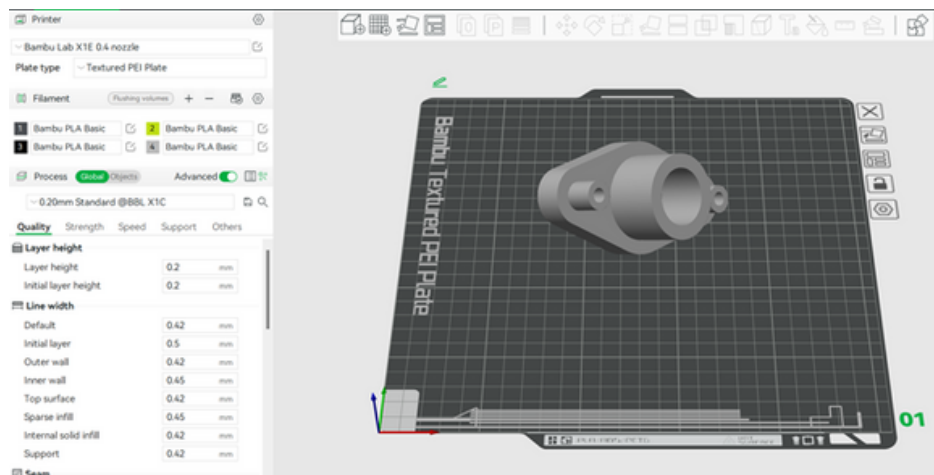 Printer
Bambu Lab X1E 0.4 nozzle
Plate type Textured PEI Plate
Filament Flushing volumes + −
1 Bambu PLA Basic 2 Bambu PLA Basic
3 Bambu PLA Basic 4 Bambu PLA Basic
Process Global Objects Advanced
0.20mm Standard @BBL X1C
Quality Strength Speed Support Others
Layer height
Layer height 0.2 mm
Initial layer height 0.2 mm
Line width
Default 0.42 mm
Initial layer 0.5 mm
Outer wall 0.42 mm
Inner wall 0.45 mm
Top surface 0.42 mm
Sparse infill 0.45 mm
Internal solid infill 0.42 mm
Support 0.42 mm
Seam
Bambu Textured PEI Plate
01